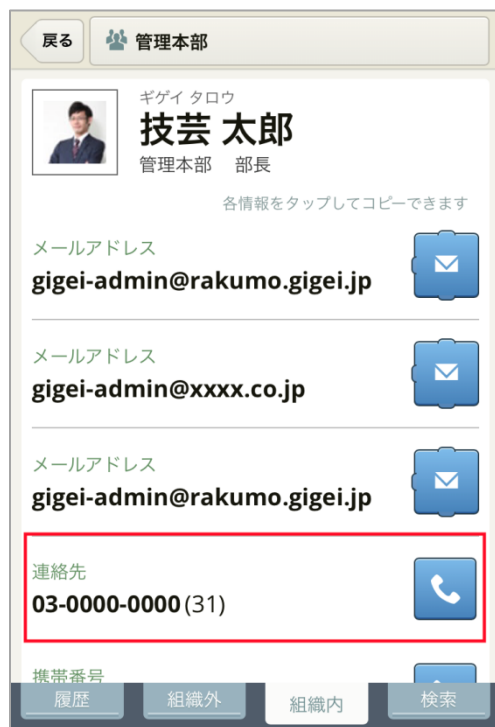 戻る
管理本部
ギゲイ タロウ
技芸 太郎
管理本部 部長
各情報をタップしてコピーできます
メールアドレス
gigei-admin@rakumo.gigei.jp
メールアドレス
gigei-admin@xxxx.co.jp
メールアドレス
gigei-admin@rakumo.gigei.jp
連絡先
03-0000-0000 (31)
携帯番号
履歴 組織外 組織内 検索